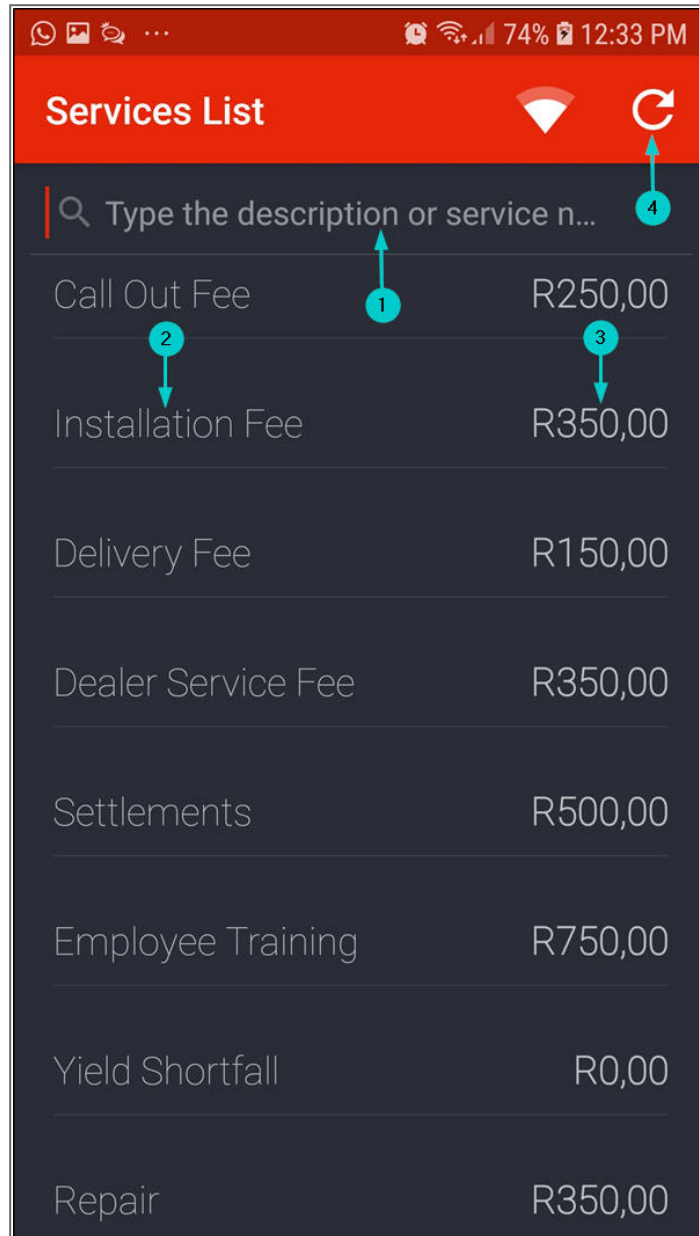 74% 12:33 PM
Services List
4
Type the description or service n...
Call Out Fee R250,00
1
2 3
Installation Fee R350,00
Delivery Fee R150,00
Dealer Service Fee R350,00
Settlements R500,00
Employee Training R750,00
Yield Shortfall R0,00
Repair R350,00